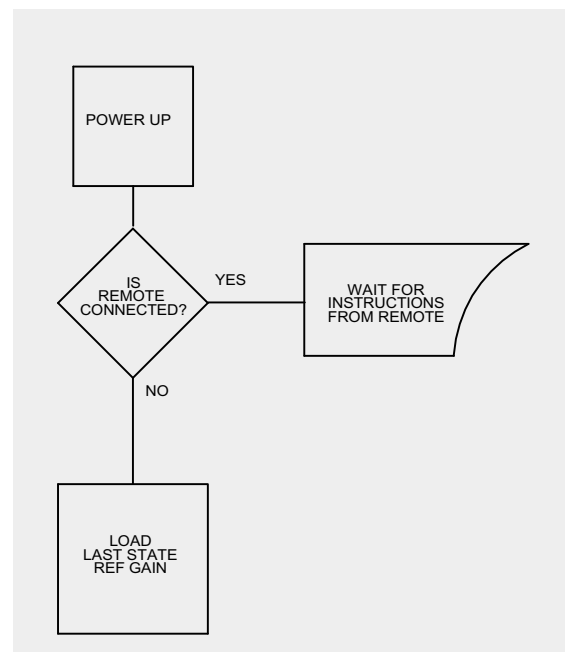 POWER UP
IS
REMOTE
CONNECTED?
YES
WAIT FOR
INSTRUCTIONS
FROM REMOTE
NO
LOAD
LAST STATE
REF GAIN